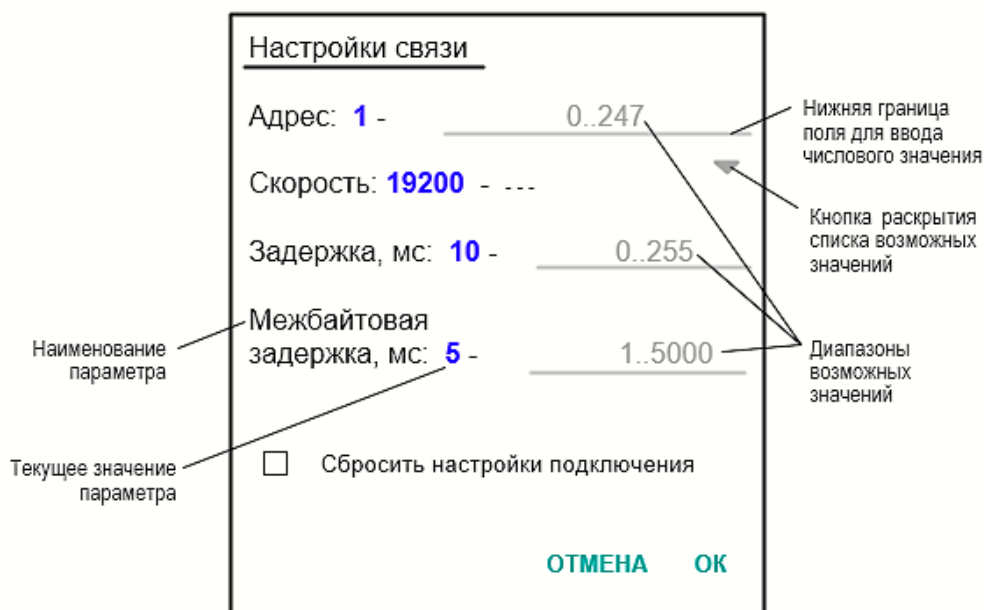 Настройки связи
Адрес: 1 - 0..247
Скорость: 19200 - ---
Задержка, мс: 10 - 0..255
Межбайтовая
задержка, мс: 5 - 1..5000
Сбросить настройки подключения
ОТМЕНА ОК
Наименование
параметра
Текущее значение
параметра
Нижняя граница
поля для ввода
числового значения
Кнопка раскрытия
списка возможных
значений
Диапазоны
возможных
значений